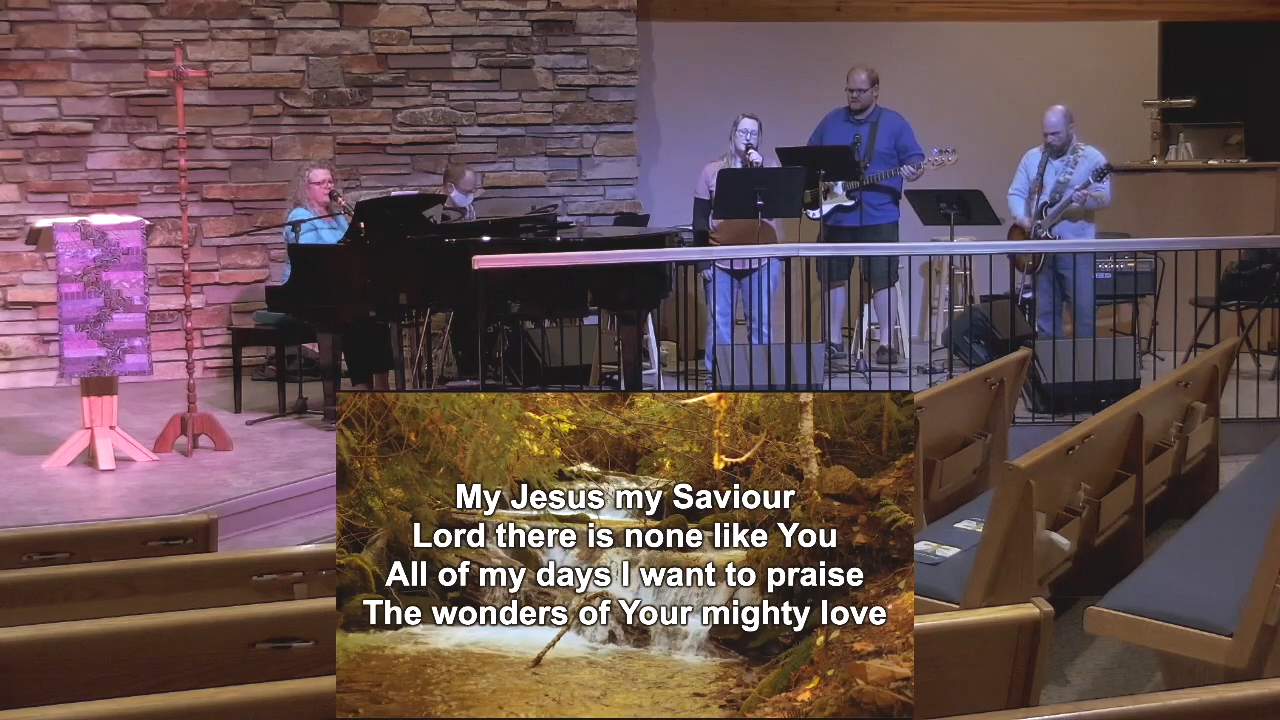 My Jesus my Saviour
Lord there is none like You
All of my days I want to praise
The wonders of Your mighty love